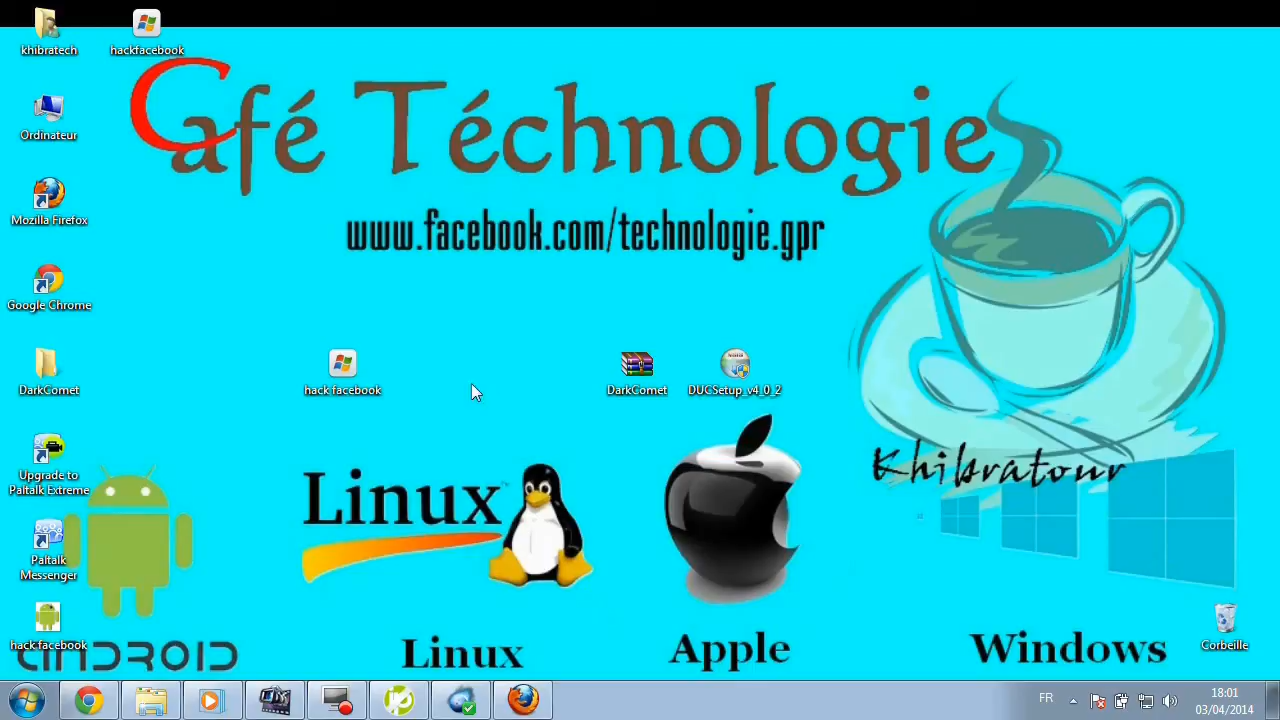 khibratech
hackfacebook
Café Téchnologie
www.facebook.com/technologie.gpr
Ordinateur
Mozilla Firefox
Google Chrome
DarkComet
hack facebook
DarkComet
DUCSetup_v4_0_2
Khibratour
Upgrade to
Paltalk Extreme
Linux
Paltalk
Messenger
hack facebook
ANDROID
Linux
Apple
Windows
Corbeille
FR
18:01
03/04/2014